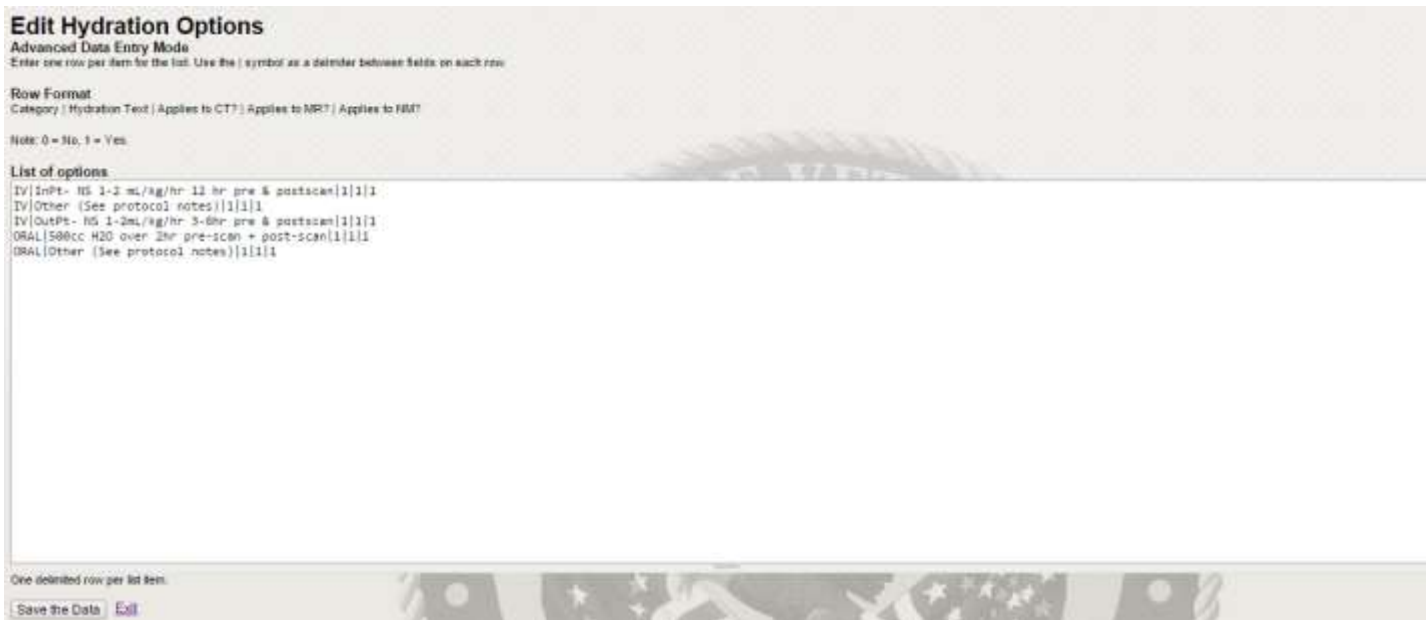 Edit Hydration Options
Advanced Data Entry Mode
Enter one row per item for the list. Use the | symbol as a delimiter between fields on each row
Row Format
Category | Hydration Text | Applies to CT? | Applies to MR? | Applies to NM?
Note: 0 = No, 1 = Yes.
List of options
IV|InPt- NS 1-2 mL/kg/hr 12 hr pre & postscan|1|1|1
IV|Other (See protocol notes)|1|1|1
IV|OutPt- NS 1-2mL/kg/hr 3-6hr pre & postscan|1|1|1
ORAL|500cc H2O over 2hr pre-scan + post-scan|1|1|1
ORAL|Other (See protocol notes)|1|1|1
One delimited row per list item.
Save the Data Exit